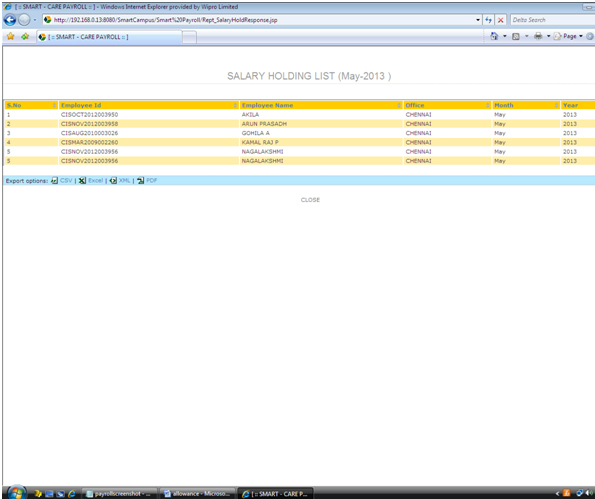 [ :: SMART - CARE PAYROLL :: ] - Windows Internet Explorer provided by Wipro Limited
http://192.168.0.13:8080/SmartCampus/Smart%20Payroll/Rept_SalaryHoldResponse.jsp Delta Search
[ :: SMART - CARE PAYROLL :: ] Page
SALARY HOLDING LIST (May-2013 )
S.No Employee Id Employee Name Office Month Year
1 CISOCT2012003950 AKILA CHENNAI May 2013
2 CISNOV2012003958 ARUN PRASADH CHENNAI May 2013
3 CISAUG2010003026 GOHILA A CHENNAI May 2013
4 CISMAR2009002260 KAMAL RAJ P CHENNAI May 2013
5 CISNOV2012003956 NAGALAKSHMI CHENNAI May 2013
5 CISNOV2012003956 NAGALAKSHMI CHENNAI May 2013
Export options: CSV | Excel | XML | PDF
CLOSE
payrollscreenshot - ... allowance - Microso... [ :: SMART - CARE P...